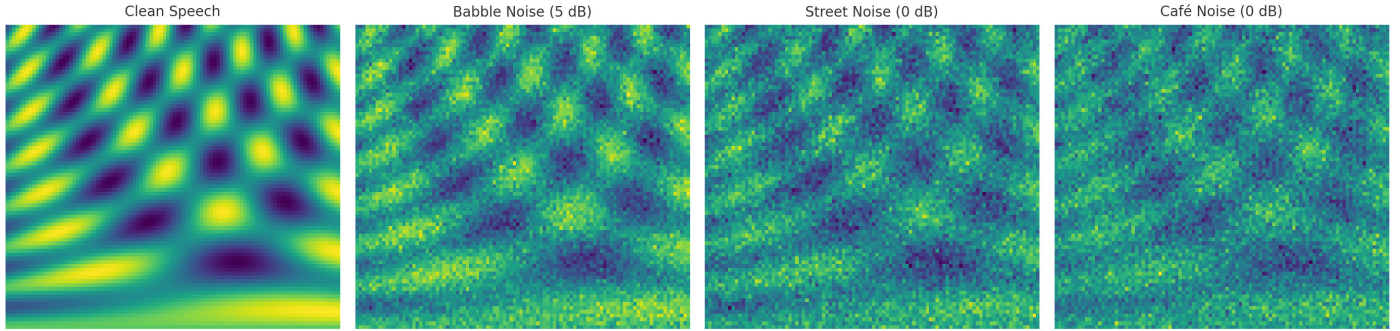 Clean Speech
Babble Noise (5 dB)
Street Noise (0 dB)
Café Noise (0 dB)